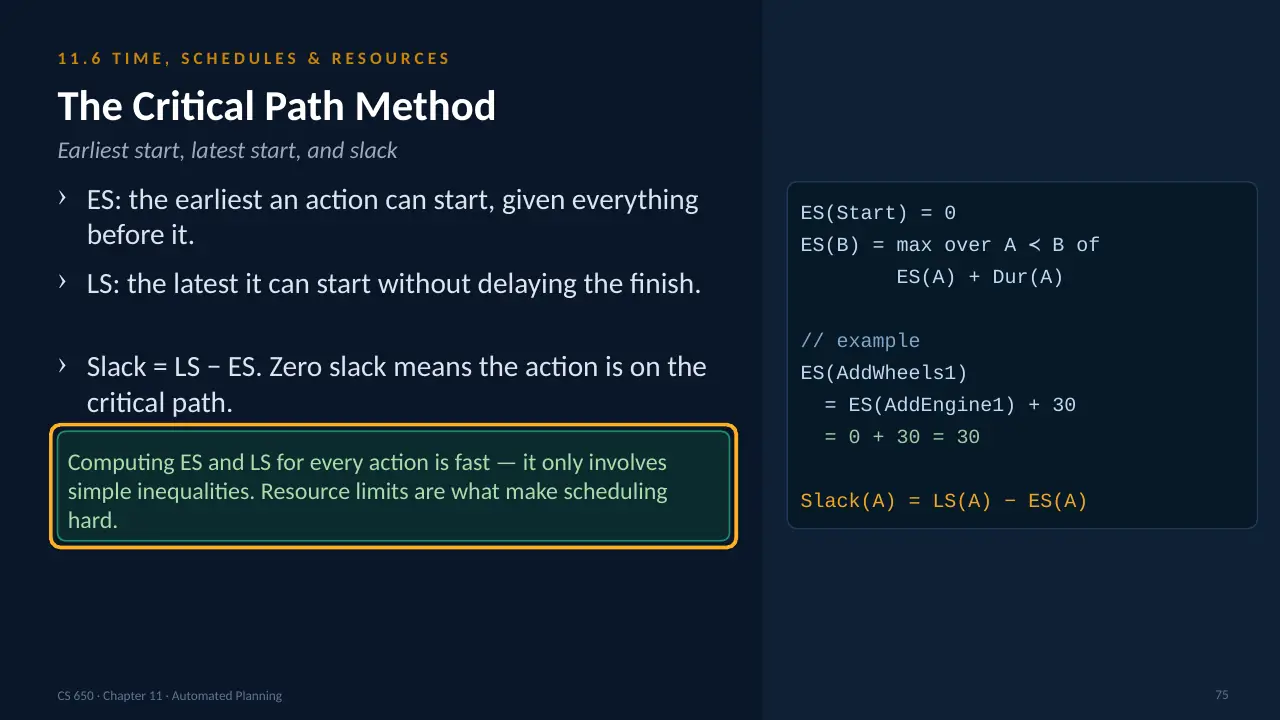 11.6 TIME, SCHEDULES & RESOURCES
The Critical Path Method
Earliest start, latest start, and slack
› ES: the earliest an action can start, given everything
before it.
› LS: the latest it can start without delaying the finish.
› Slack = LS − ES. Zero slack means the action is on the
critical path.
Computing ES and LS for every action is fast — it only involves
simple inequalities. Resource limits are what make scheduling
hard.
ES(Start) = 0
ES(B) = max over A ≺ B of
ES(A) + Dur(A)
// example
ES(AddWheels1)
= ES(AddEngine1) + 30
= 0 + 30 = 30
Slack(A) = LS(A) − ES(A)
CS 650 · Chapter 11 · Automated Planning
75